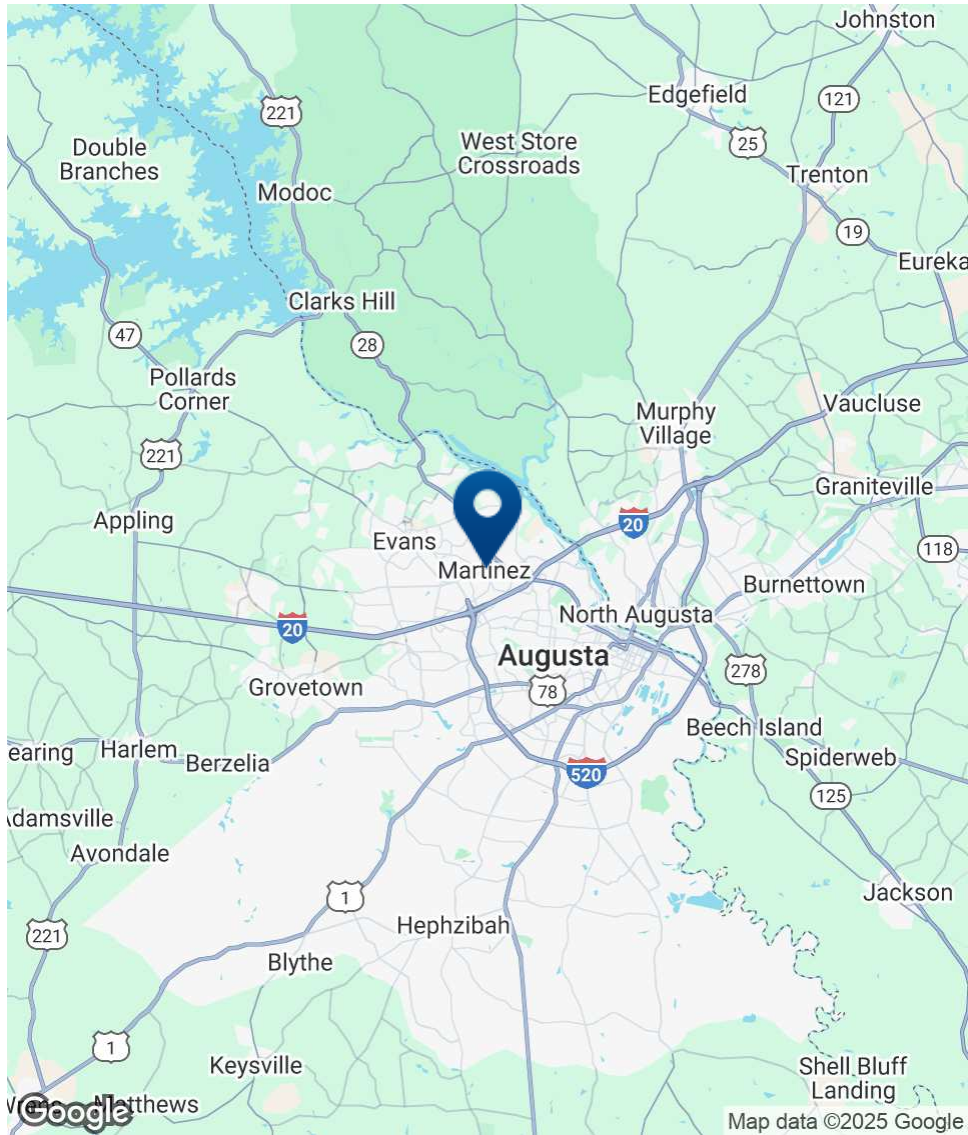 Johnston
Edgefield
121
221
Double
Branches
West Store
Crossroads
25
Modoc
Trenton
19
Eureka
Clarks Hill
47
28
Pollards
Corner
Murphy
Village
Vaucluse
221
Graniteville
20
Appling
Evans
118
Martinez
Burnettown
20
North Augusta
Augusta
278
Grovetown
78
Beech Island
earing
Harlem
Berzelia
Spiderweb
520
125
Adamsville
Avondale
Jackson
1
221
Hephzibah
Blythe
1
Keysville
Shell Bluff
Landing
Matthews
Google
Map data ©2025 Google